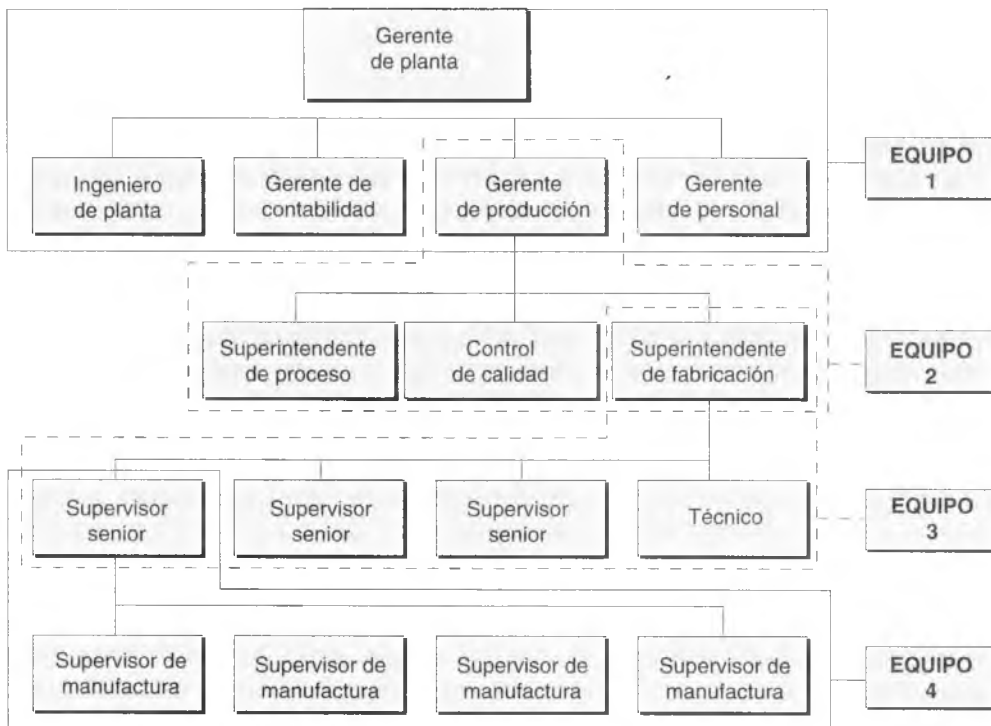 Gerente
de planta
Ingeniero
de planta
Gerente de
contabilidad
Gerente
de producción
Gerente
de personal
EQUIPO
1
Superintendente
de proceso
Control
de calidad
Superintendente
de fabricación
EQUIPO
2
Supervisor
senior
Supervisor
senior
Supervisor
senior
Técnico
EQUIPO
3
Supervisor de
manufactura
Supervisor de
manufactura
Supervisor de
manufactura
Supervisor de
manufactura
EQUIPO
4